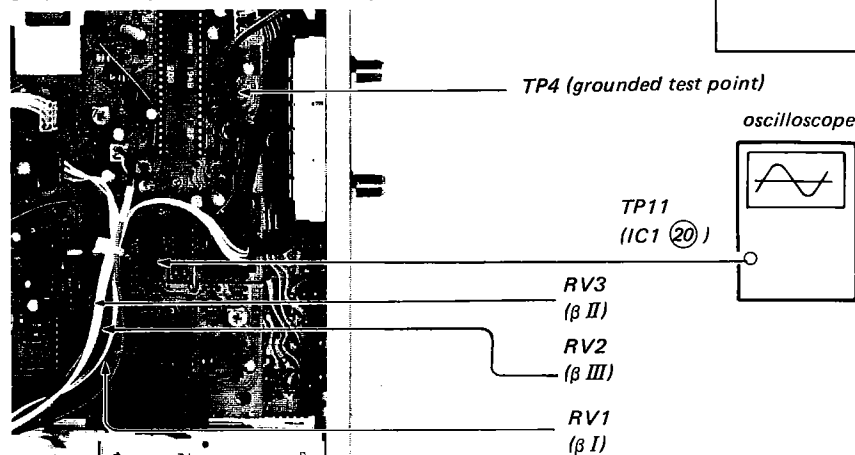 TP4 (grounded test point)
oscilloscope
TP11
(IC1 ⑳ )
RV3
(β II)
RV2
(β III)
RV1
(β I)